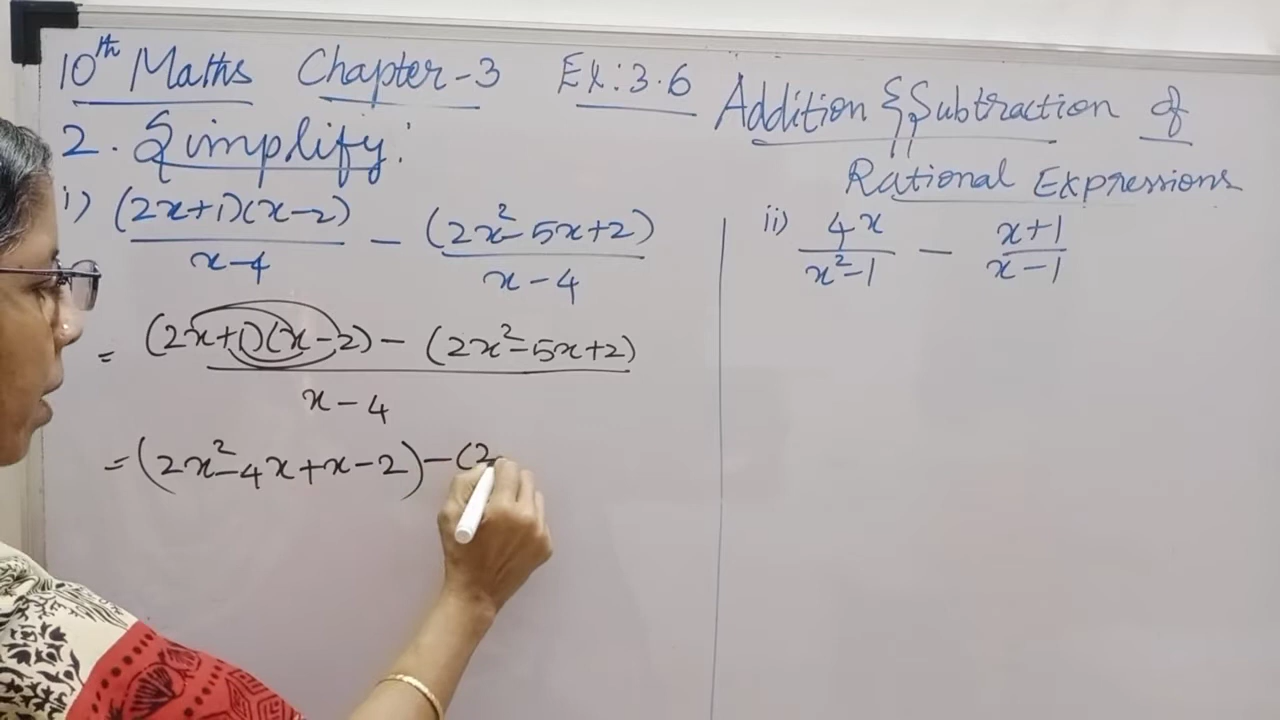 10th Maths Chapter-3 Ex:3.6 Addition & Subtraction of
Rational Expressions
2. Simplify:
i) (2x+1)(x-2)/x-4 - (2x²-5x+2)/x-4
= (2x+1)(x-2) - (2x²-5x+2)/x-4
= (2x²-4x+x-2) - (2
ii) 4x/x²-1 - x+1/x-1